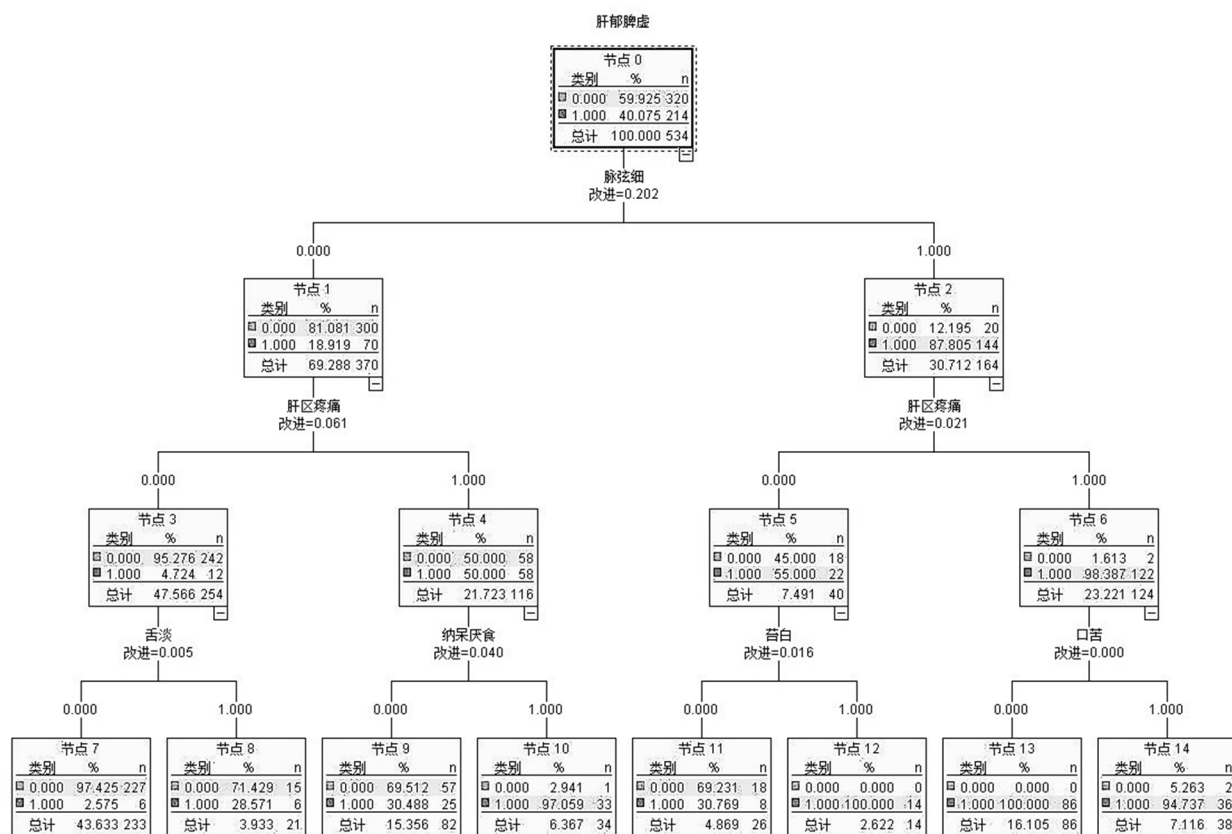 肝郁脾虚
节点 0
类别 % n
0.000 59.925 320
1.000 40.075 214
总计 100.000 534
脉弦细
改进=0.202
0.000
1.000
节点 1
类别 % n
0.000 81.081 300
1.000 18.919 70
总计 69.288 370
节点 2
类别 % n
0.000 12.195 20
1.000 87.805 144
总计 30.712 164
肝区疼痛
改进=0.061
肝区疼痛
改进=0.021
0.000
1.000
0.000
1.000
节点 3
类别 % n
0.000 95.276 242
1.000 4.724 12
总计 47.566 254
节点 4
类别 % n
0.000 50.000 58
1.000 50.000 58
总计 21.723 116
节点 5
类别 % n
0.000 45.000 18
1.000 55.000 22
总计 7.491 40
节点 6
类别 % n
0.000 1.613 2
1.000 98.387 122
总计 23.221 124
舌淡
改进=0.005
纳呆厌食
改进=0.040
苔白
改进=0.016
口苦
改进=0.000
0.000
1.000
0.000
1.000
0.000
1.000
0.000
1.000
节点 7
类别 % n
0.000 97.425 227
1.000 2.575 6
总计 43.633 233
节点 8
类别 % n
0.000 71.429 15
1.000 28.571 6
总计 3.933 21
节点 9
类别 % n
0.000 69.512 57
1.000 30.488 25
总计 15.356 82
节点 10
类别 % n
0.000 2.941 1
1.000 97.059 33
总计 6.367 34
节点 11
类别 % n
0.000 69.231 18
1.000 30.769 8
总计 4.869 26
节点 12
类别 % n
0.000 0.000 0
1.000 100.000 14
总计 2.622 14
节点 13
类别 % n
0.000 0.000 0
1.000 100.000 86
总计 16.105 86
节点 14
类别 % n
0.000 5.263 2
1.000 94.737 36
总计 7.116 38